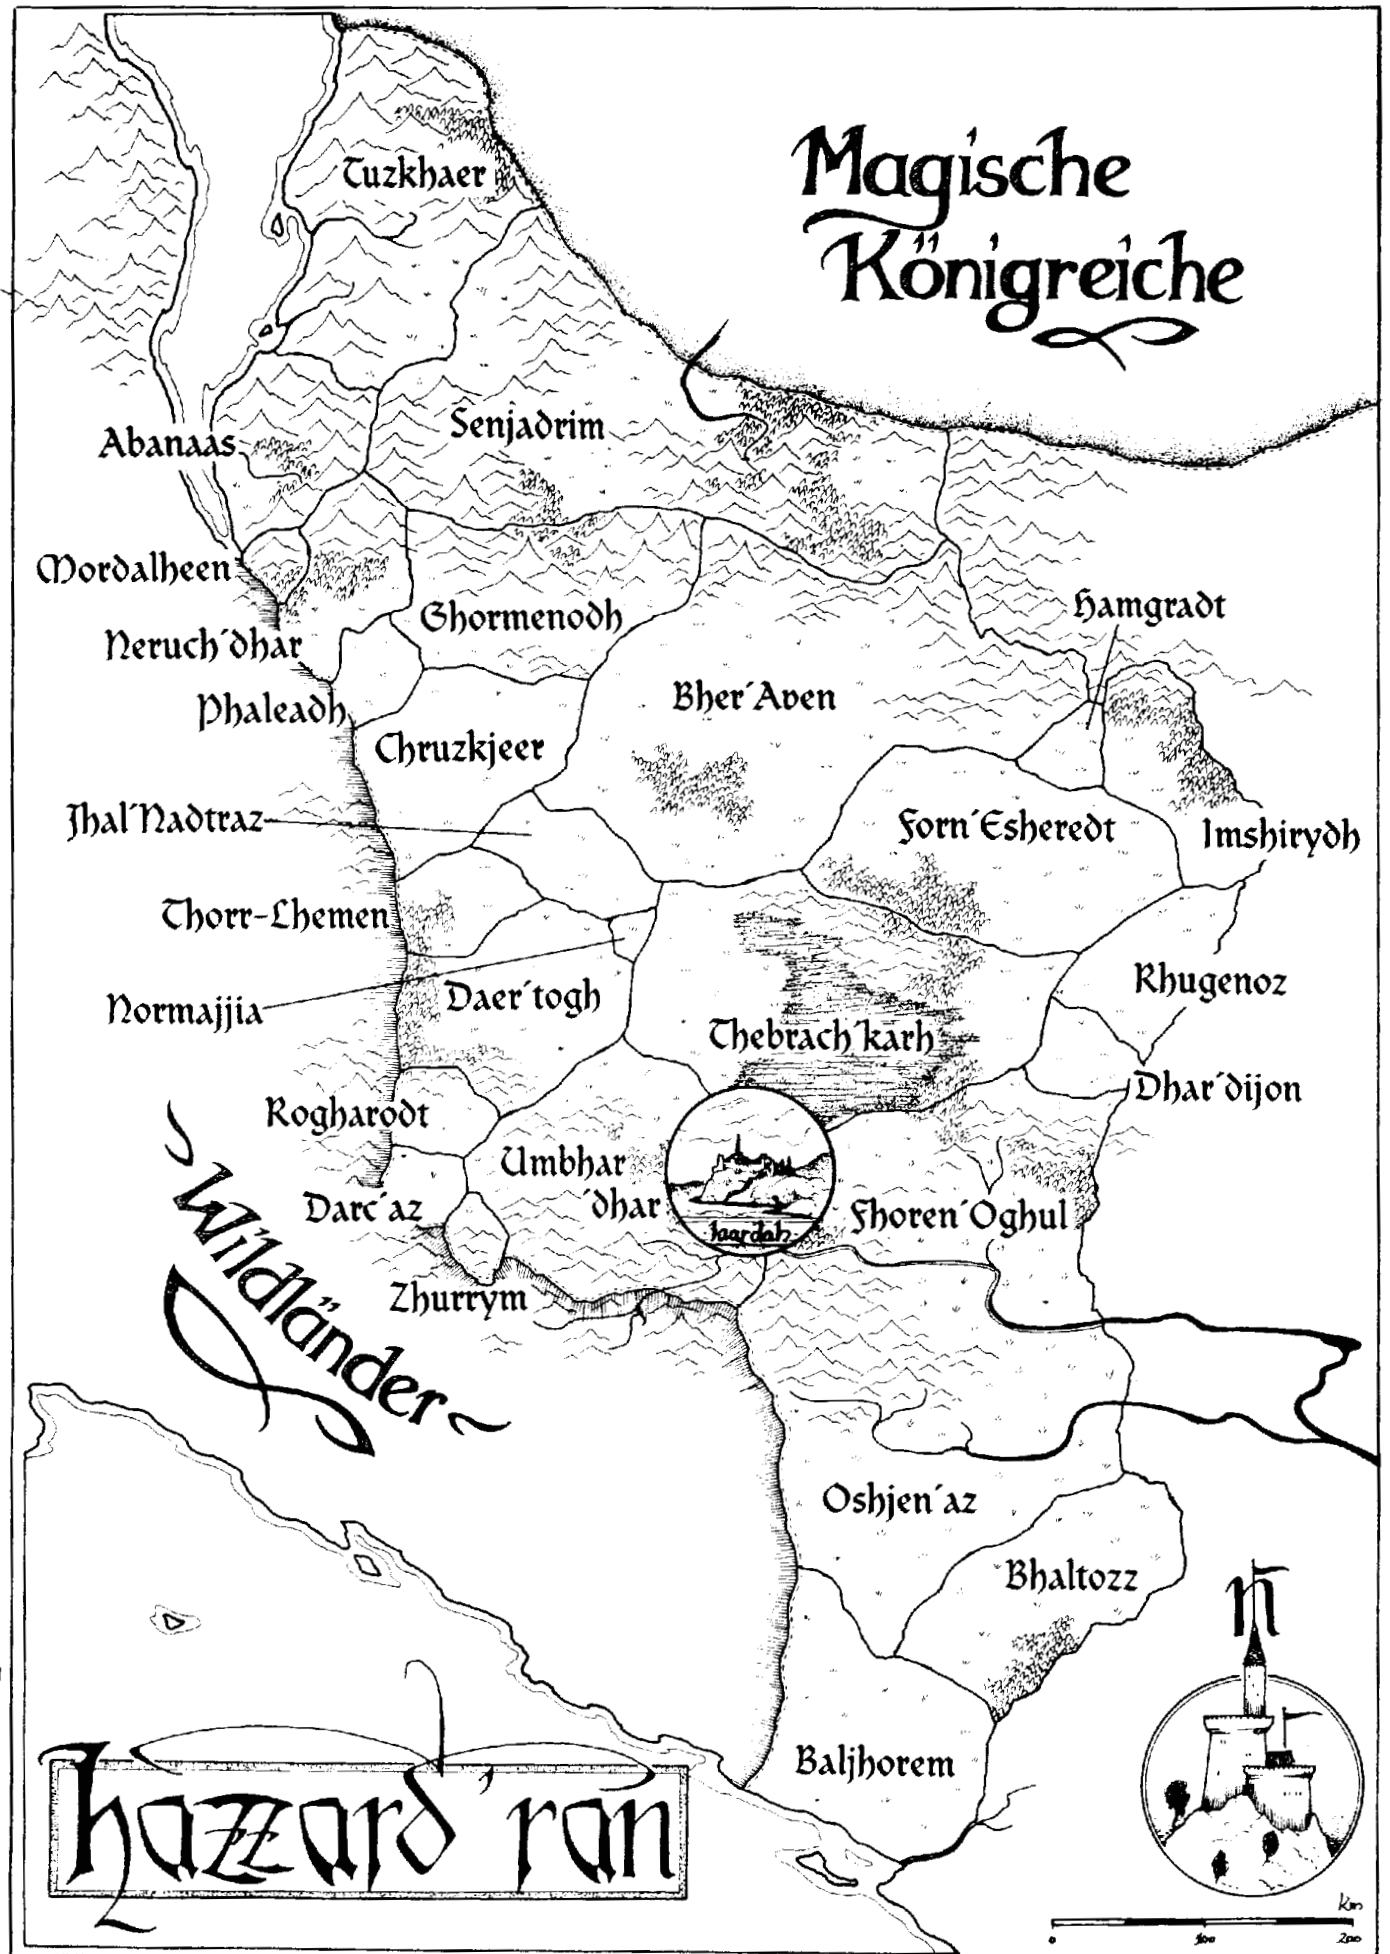 Magische
Königreiche
Tuzkhaer
Senjadrim
Abanaas
Mordalheen
Ghormenodh
Hamgradt
Neruch´dhar
Bher´Aven
Phaleadh
Chruzkjeer
Jhal´Nadtraz
Forn´Esheredt
Imshirydh
Thorr-Lhemen
Rhugenoz
Daer´togh
Normajjia
Thebrach´karh
Dhar´dijon
Rogharodt
Umbhar
´dhar
Darc´az
Fhoren´Oghul
Iaardah
Zhurrym
Wildländer
Oshjen´az
Bhaltozz
N
Baljhorem
Hazzard´ran
Km
0 100 200